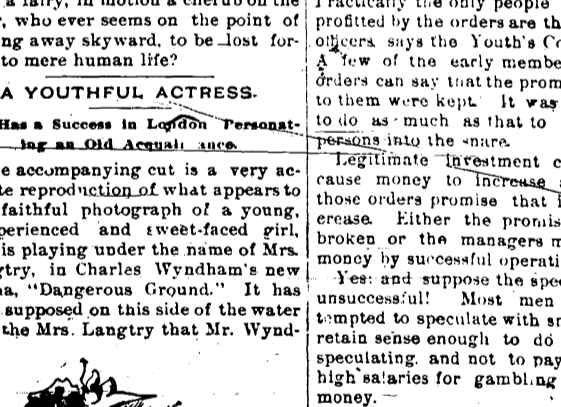 a fairy, in motion a cherub on the
, who ever seems on the point of
ng away skyward, to be lost for-
to mere human life?
A YOUTHFUL ACTRESS.
Has a Success in London Personat-
ing an Old Acquai ance.
e accompanying cut is a very ac-
te reproduction of what appears to
faithful photograph of a young,
perienced and sweet-faced girl,
is playing under the name of Mrs.
gtry, in Charles Wyndham's new
na, "Dangerous Ground." It has
supposed on this side of the water
the Mrs. Langtry that Mr. Wynd-
Practically the only people
profitted by the orders are th
officers, says the Youth's Co
A few of the early membe
orders can say that the prom
to them were kept. It was
to do as much as that to
persons into the snare.
Legitimate investment c
cause money to increase
those orders promise that i
crease. Either the promis
broken or the managers m
money by successful operati
Yes: and suppose the spec
unsuccessful! Most men
tempted to speculate with sm
retain sense enough to do
speculating, and not to pay
high salaries for gambling
money.